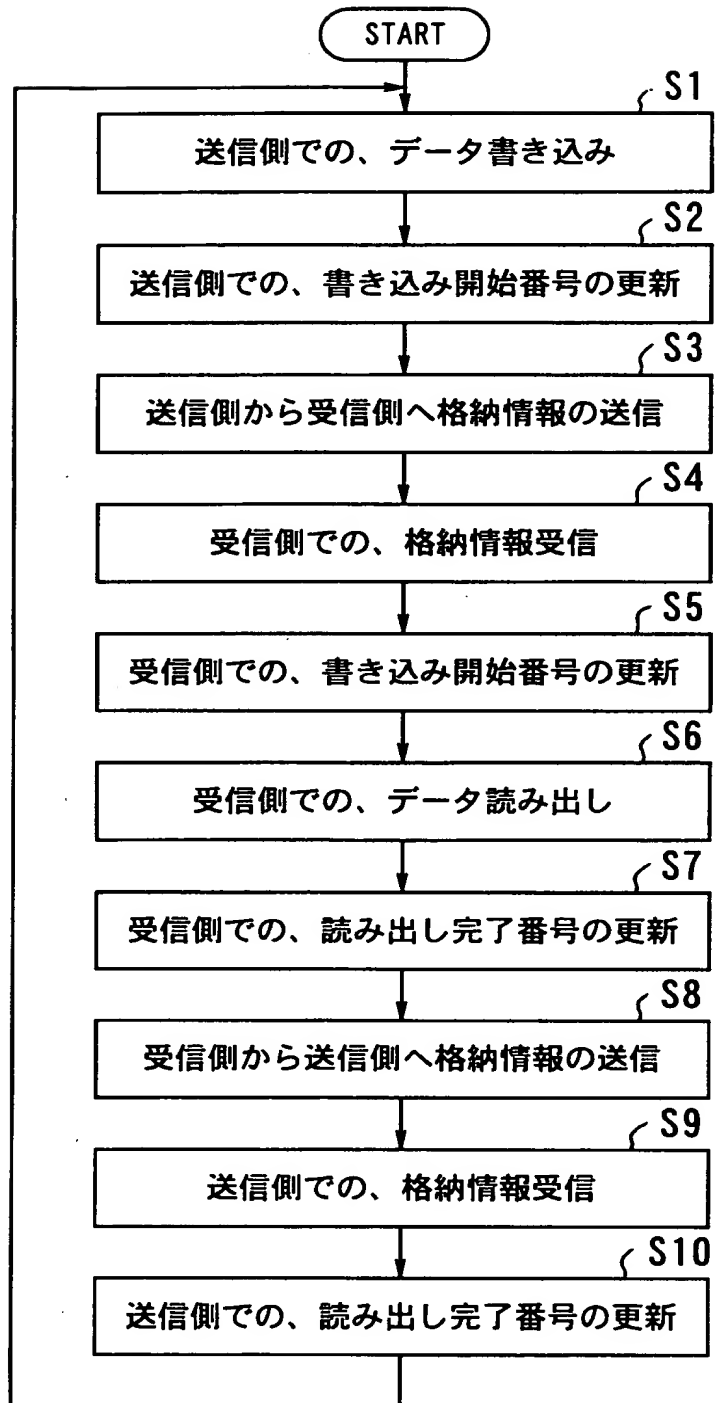 START
S1
送信側での、データ書き込み
S2
送信側での、書き込み開始番号の更新
S3
送信側から受信側へ格納情報の送信
S4
受信側での、格納情報受信
S5
受信側での、書き込み開始番号の更新
S6
受信側での、データ読み出し
S7
受信側での、読み出し完了番号の更新
S8
受信側から送信側へ格納情報の送信
S9
送信側での、格納情報受信
S10
送信側での、読み出し完了番号の更新